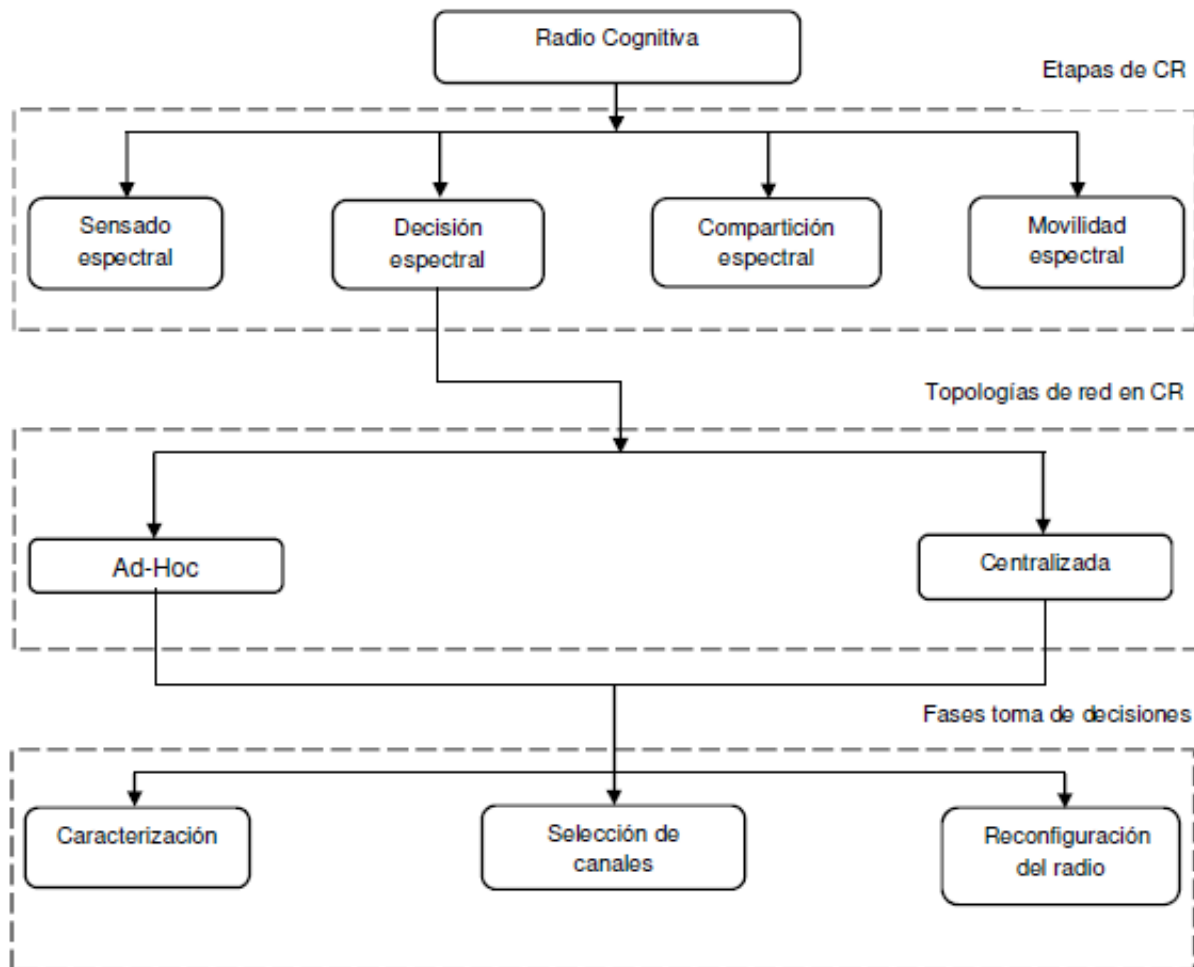 Radio Cognitiva
Etapas de CR
Sensado
espectral
Decisión
espectral
Compartición
espectral
Movilidad
espectral
Topologías de red en CR
Ad-Hoc
Centralizada
Fases toma de decisiones
Caracterización
Selección de
canales
Reconfiguración
del radio